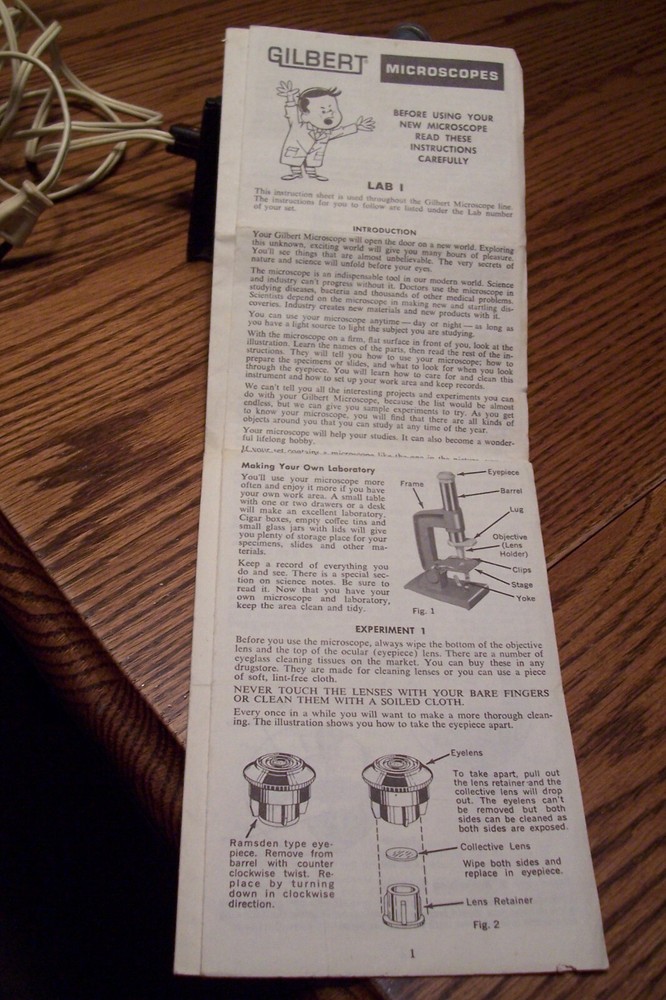 GILBERT®
MICROSCOPES
BEFORE USING YOUR
NEW MICROSCOPE
READ THESE
INSTRUCTIONS
CAREFULLY
LAB I
This instruction sheet is used throughout the Gilbert Microscope line.
The instructions for you to follow are listed under the Lab number
of your set.
INTRODUCTION
Your Gilbert Microscope will open the door on a new world. Exploring
this unknown, exciting world will give you many hours of pleasure.
You'll see things that are almost unbelievable. The very secrets of
nature and science will unfold before your eyes.
The microscope is an indispensable tool in our modern world. Science
and industry can't progress without it. Doctors use the microscope in
studying diseases, bacteria and thousands of other medical problems.
Scientists depend on the microscope in making new and startling dis-
coveries. Industry creates new materials and new products with it.
You can use your microscope anytime — day or night — as long as
you have a light source to light the subject you are studying.
With the microscope on a firm, flat surface in front of you, look at the
illustration. Learn the names of the parts, then read the rest of the in-
structions. They will tell you how to use your microscope; how to
prepare the specimens or slides, and what to look for when you look
through the eyepiece. You will learn how to care for and clean this
instrument and how to set up your work area and keep records.
We can't tell you all the interesting projects and experiments you can
do with your Gilbert Microscope, because the list would be almost
endless, but we can give you sample experiments to try. As you get
to know your microscope, you will find that there are all kinds of
objects around you that you can study at any time of the year.
Your microscope will help your studies. It can also become a wonder-
ful lifelong hobby.
If your set contains a microscope like the one in the picture
Making Your Own Laboratory
You'll use your microscope more
often and enjoy it more if you have
your own work area. A small table
with one or two drawers or a desk
will make an excellent laboratory.
Cigar boxes, empty coffee tins and
small glass jars with lids will give
you plenty of storage place for your
specimens, slides and other ma-
terials.
Keep a record of everything you
do and see. There is a special sec-
tion on science notes. Be sure to
read it. Now that you have your
own microscope and laboratory,
keep the area clean and tidy.
Frame
Eyepiece
Barrel
Lug
Objective
(Lens
Holder)
Clips
Stage
Yoke
Fig. 1
EXPERIMENT 1
Before you use the microscope, always wipe the bottom of the objective
lens and the top of the ocular (eyepiece) lens. There are a number of
eyeglass cleaning tissues on the market. You can buy these in any
drugstore. They are made for cleaning lenses or you can use a piece
of soft, lint-free cloth.
NEVER TOUCH THE LENSES WITH YOUR BARE FINGERS
OR CLEAN THEM WITH A SOILED CLOTH.
Every once in a while you will want to make a more thorough clean-
ing. The illustration shows you how to take the eyepiece apart.
Ramsden type eye-
piece. Remove from
barrel with counter
clockwise twist. Re-
place by turning
down in clockwise
direction.
Eyelens
To take apart, pull out
the lens retainer and the
collective lens will drop
out. The eyelens can't
be removed but both
sides can be cleaned as
both sides are exposed.
Collective Lens
Wipe both sides and
replace in eyepiece.
Lens Retainer
Fig. 2
1